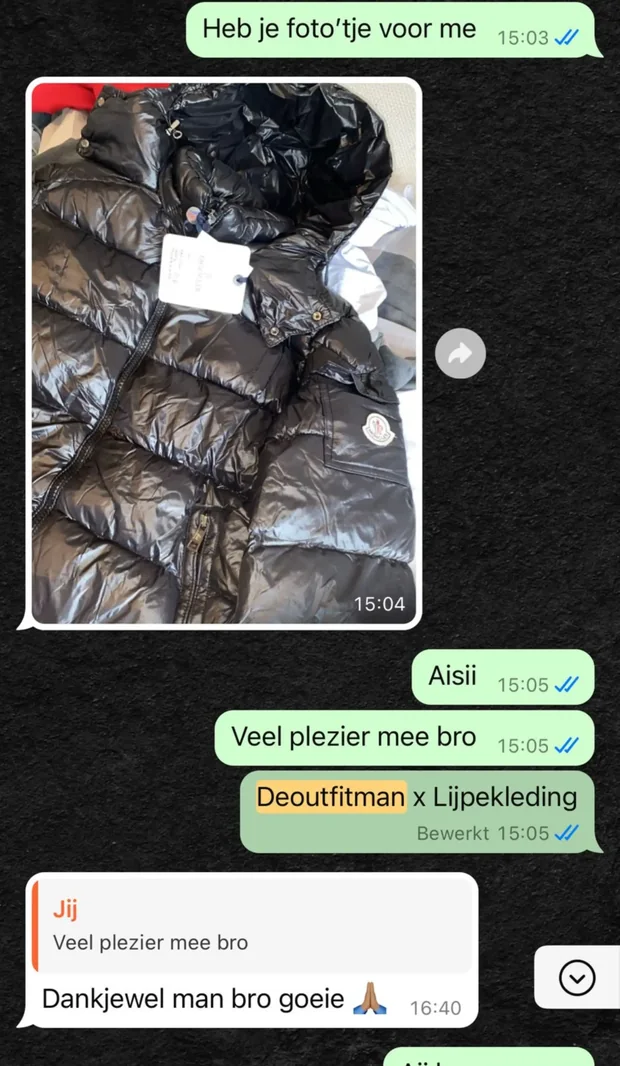 Heb je foto'tje voor me
15:03
15:04
Aisii
15:05
Veel plezier mee bro
15:05
Deoutfitman x Lijpekleding
Bewerkt 15:05
Jij
Veel plezier mee bro
Dankjewel man bro goeie 🙏🏽
16:40